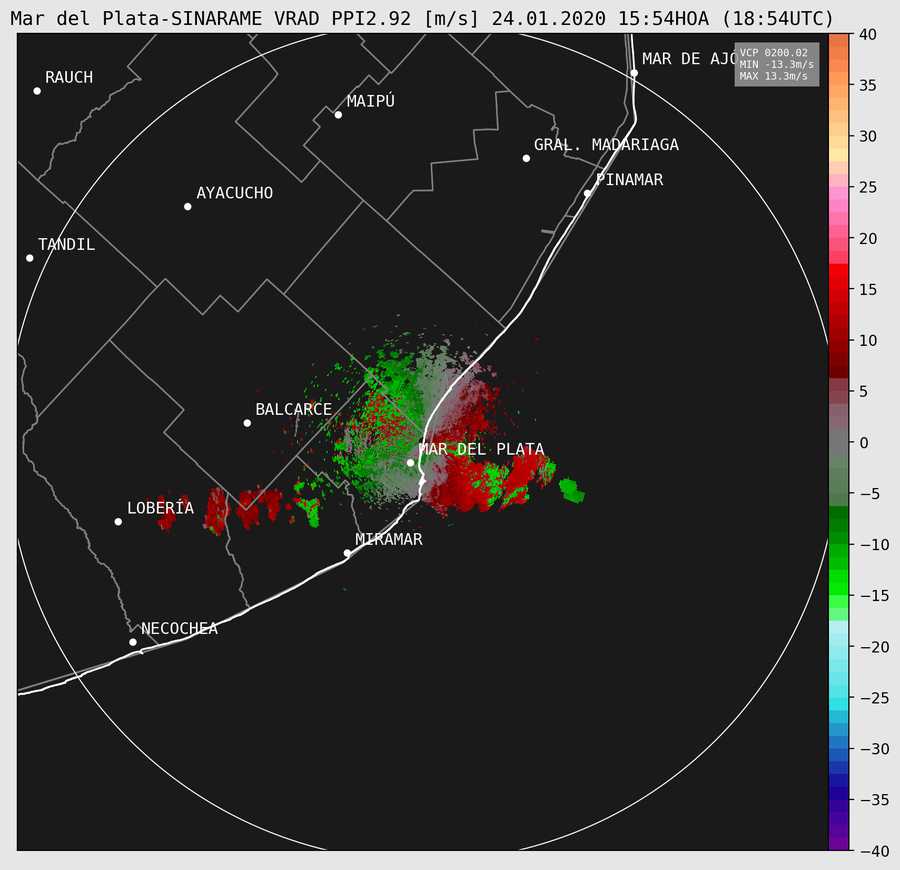 Mar del Plata-SINARAME VRAD PPI2.92 [m/s] 24.01.2020 15:54HOA (18:54UTC)
MAR DE AJÓ
VCP 0200.02
MIN -13.3m/s
MAX 13.3m/s
RAUCH
MAIPÚ
GRAL. MADARIAGA
PINAMAR
AYACUCHO
TANDIL
BALCARCE
MAR DEL PLATA
LOBERÍA
MIRAMAR
NECOCHEA
40
35
30
25
20
15
10
5
0
−5
−10
−15
−20
−25
−30
−35
−40